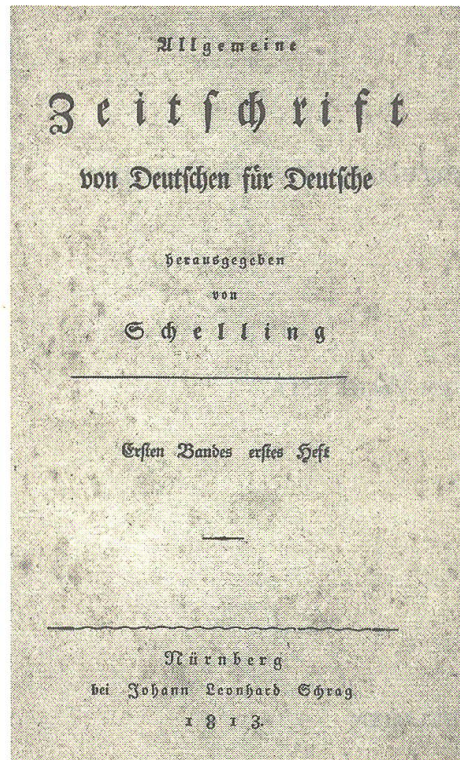 Allgemeine
Zeitschrift
von Deutschen für Deutsche
herausgegeben
von
Schelling
Ersten Bandes erstes Heft
Nürnberg
bei Johann Leonhard Schrag
1813.